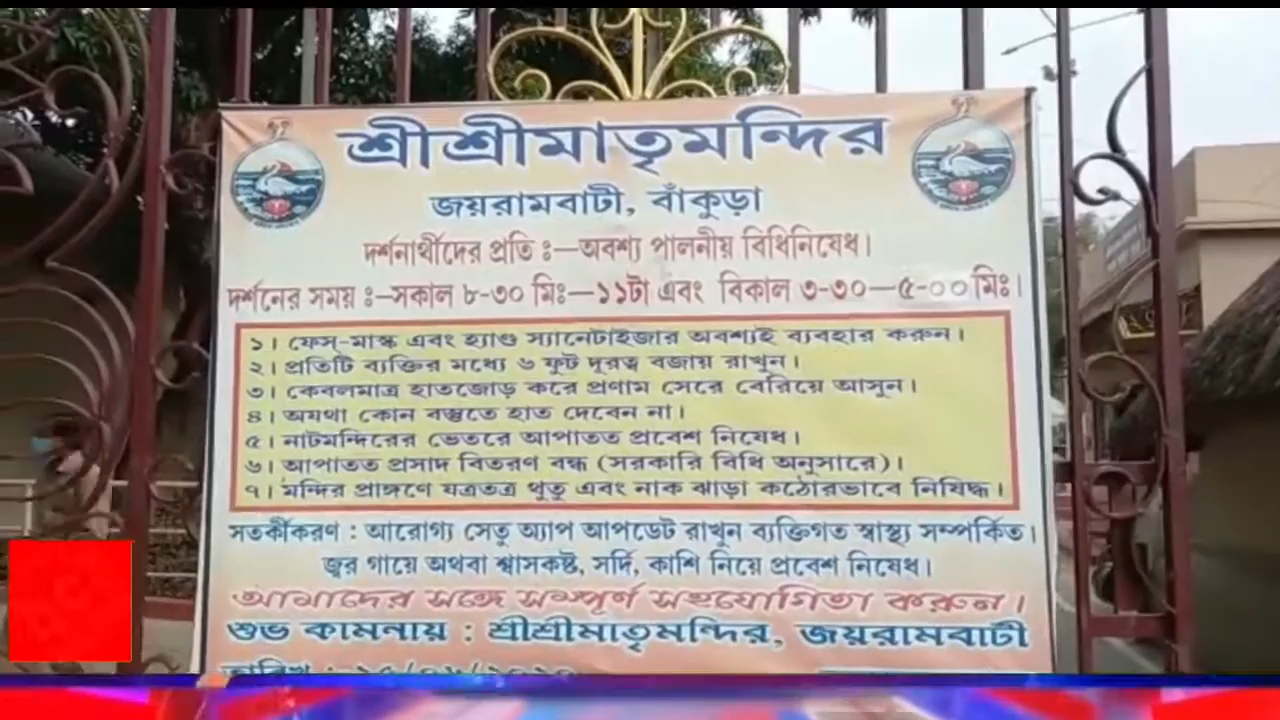 শ্রীশ্রীমাতৃমন্দির
জয়রামবাটী, বাঁকুড়া
দর্শনার্থীদের প্রতি ঃ—অবশ্য পালনীয় বিধিনিষেধ।
দর্শনের সময় ঃ—সকাল ৮-৩০ মিঃ—১১টা এবং বিকাল ৩-৩০—৫-০০ মিঃ।
১। ফেস্-মাস্ক এবং হ্যাণ্ড স্যানেটাইজার অবশ্যই ব্যবহার করুন।
২। প্রতিটি ব্যক্তির মধ্যে ৬ ফুট দূরত্ব বজায় রাখুন।
৩। কেবলমাত্র হাতজোড় করে প্রণাম সেরে বেরিয়ে আসুন।
৪। অযথা কোন বস্তুতে হাত দেবেন না।
৫। নাটমন্দিরের ভেতরে আপাতত প্রবেশ নিষেধ।
৬। আপাতত প্রসাদ বিতরণ বন্ধ (সরকারি বিধি অনুসারে)।
৭। মন্দির প্রাঙ্গণে যত্রতত্র থুতু এবং নাক ঝাড়া কঠোরভাবে নিষিদ্ধ।
সতর্কীকরণ : আরোগ্য সেতু অ্যাপ আপডেট রাখুন ব্যক্তিগত স্বাস্থ্য সম্পর্কিত।
জ্বর গায়ে অথবা শ্বাসকষ্ট, সর্দি, কাশি নিয়ে প্রবেশ নিষেধ।
আমাদের সঙ্গে সম্পূর্ণ সহযোগিতা করুন।
শুভ কামনায় : শ্রীশ্রীমাতৃমন্দির, জয়রামবাটী
তারিখ :